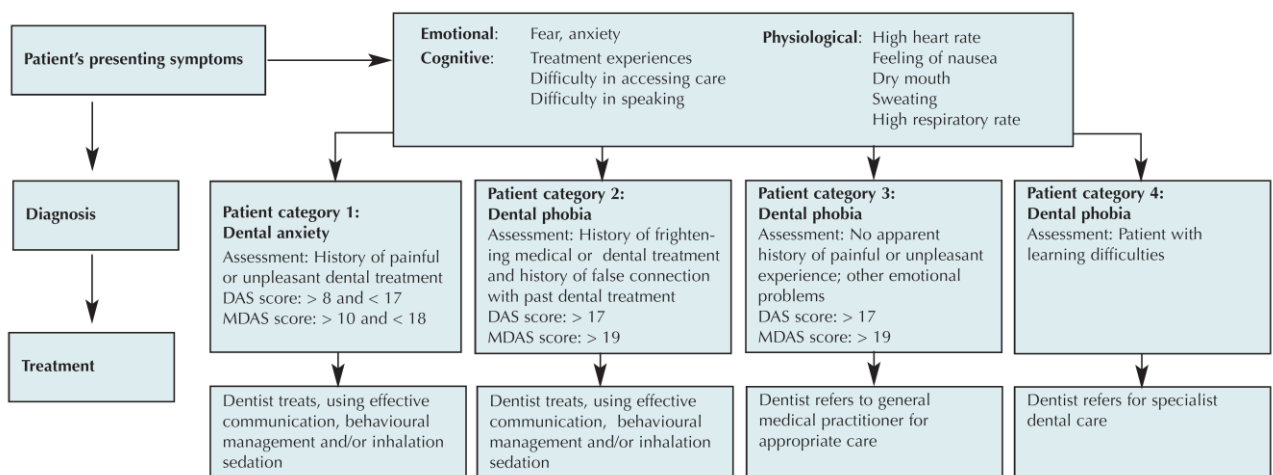 Patient's presenting symptoms
Emotional: Fear, anxiety
Cognitive: Treatment experiences
Difficulty in accessing care
Difficulty in speaking
Physiological: High heart rate
Feeling of nausea
Dry mouth
Sweating
High respiratory rate
Diagnosis
Patient category 1:
Dental anxiety
Assessment: History of painful
or unpleasant dental treatment
DAS score: > 8 and < 17
MDAS score: > 10 and < 18
Patient category 2:
Dental phobia
Assessment: History of frighten-
ing medical or dental treatment
and history of false connection
with past dental treatment
DAS score: > 17
MDAS score: > 19
Patient category 3:
Dental phobia
Assessment: No apparent
history of painful or unpleasant
experience; other emotional
problems
DAS score: > 17
MDAS score: > 19
Patient category 4:
Dental phobia
Assessment: Patient with
learning difficulties
Treatment
Dentist treats, using effective
communication, behavioural
management and/or inhalation
sedation
Dentist treats, using effective
communication, behavioural
management and/or inhalation
sedation
Dentist refers to general
medical practitioner for
appropriate care
Dentist refers for specialist
dental care